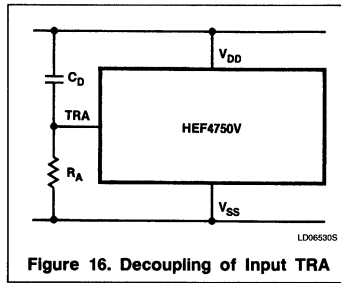 V_DD
C_D
TRA
HEF4750V
R_A
V_SS
LD06530S
Figure 16. Decoupling of Input TRA